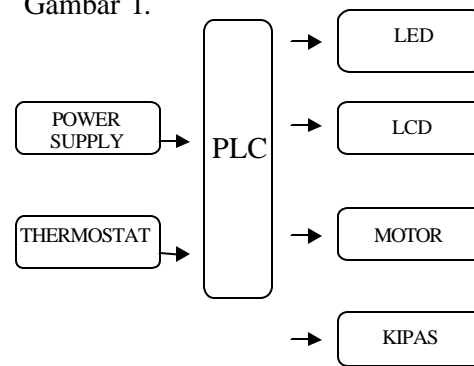 Gambar 1.
LED
POWER
SUPPLY
LCD
PLC
THERMOSTAT
MOTOR
KIPAS